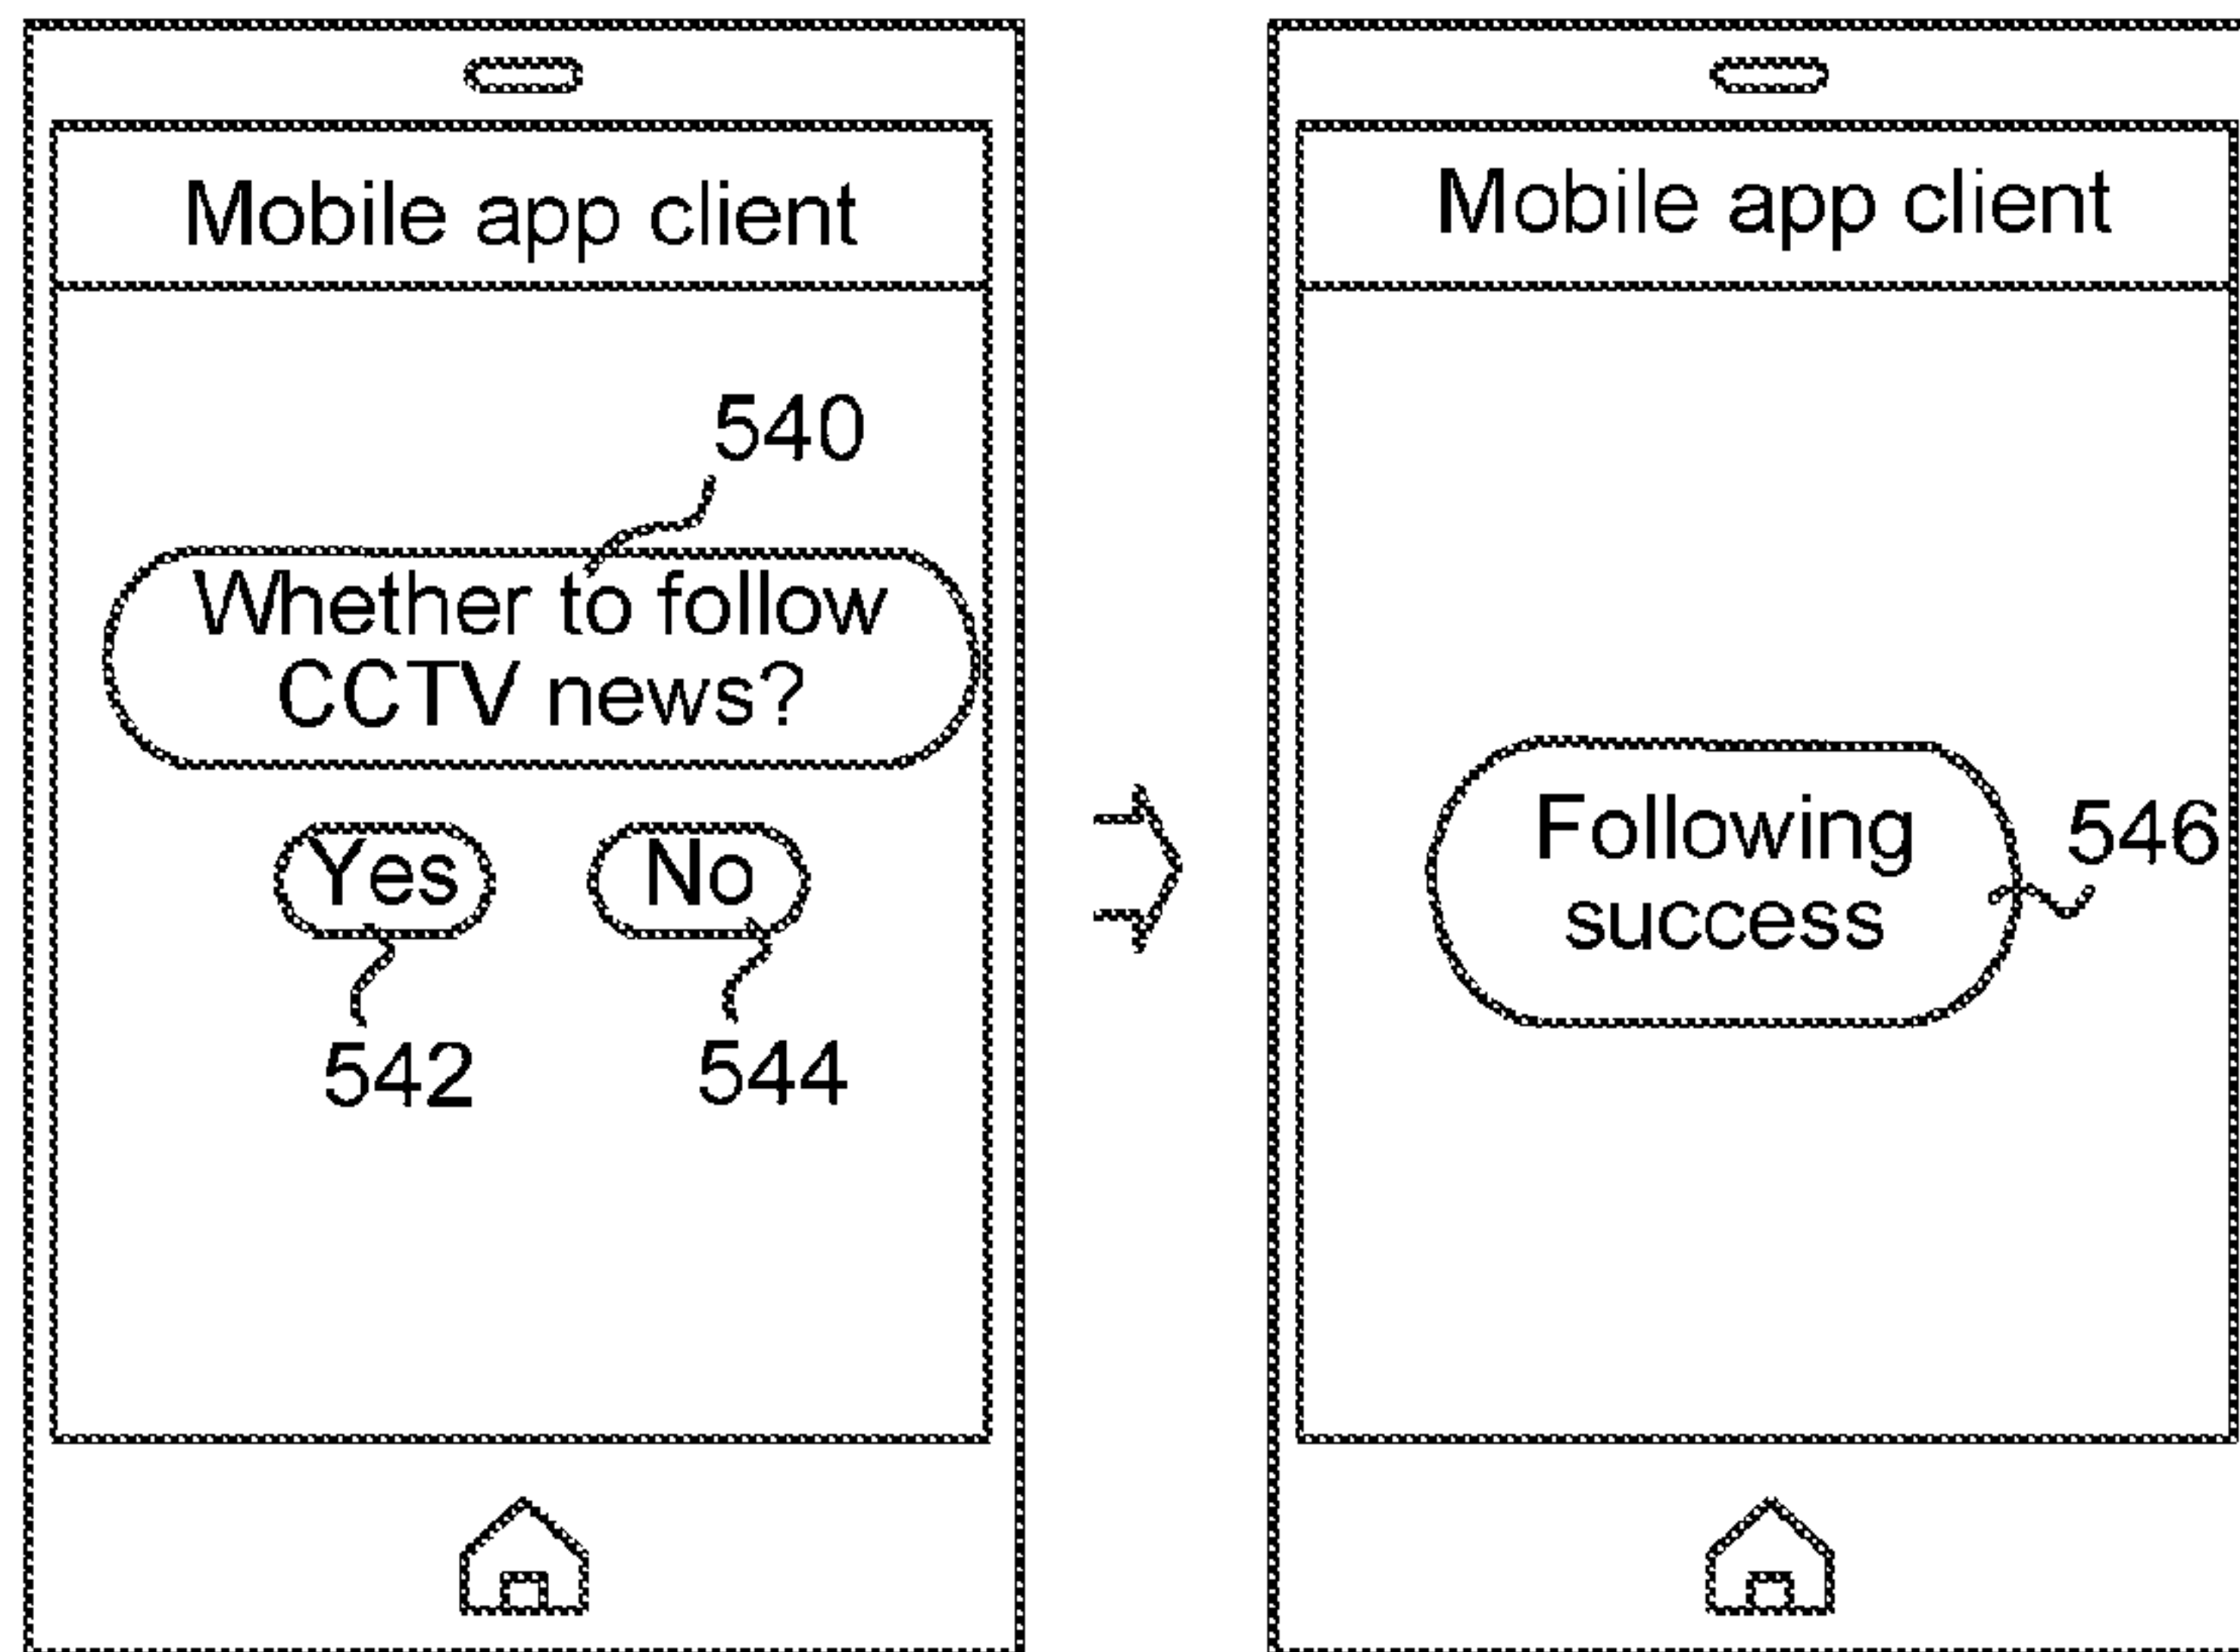 Mobile app client
540
Whether to follow
CCTV news?
Yes No
542 544
Mobile app client
Following
success
546